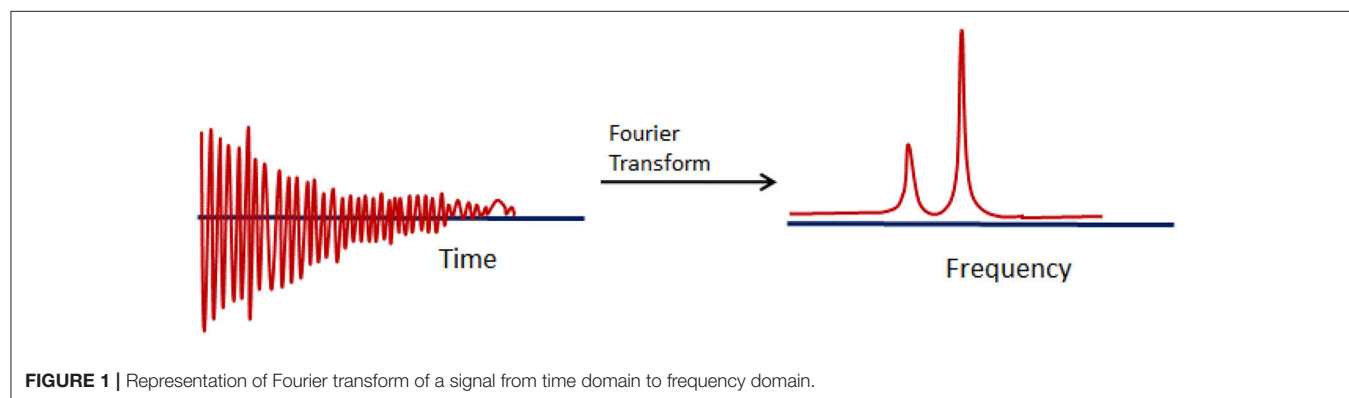 Fourier
Transform
Time
Frequency
FIGURE 1 | Representation of Fourier transform of a signal from time domain to frequency domain.